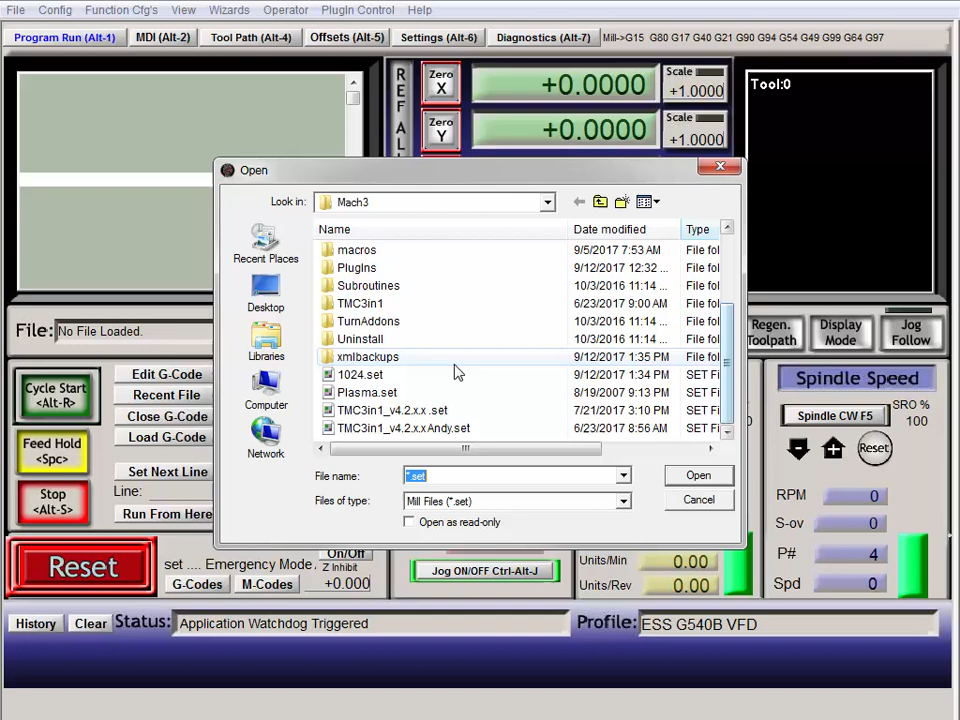 File Config Function Cfg's View Wizards Operator PlugIn Control Help
Program Run (Alt-1) MDI (Alt-2) Tool Path (Alt-4) Offsets (Alt-5) Settings (Alt-6) Diagnostics (Alt-7) Mill->G15 G80 G17 G40 G21 G90 G94 G54 G49 G99 G64 G97
REF ALL
Zero X
+0.0000
Scale
+1.0000
Tool:0
Zero Y
+0.0000
Scale
+1.0000
Open
Look in: Mach3
Name Date modified Type
macros 9/5/2017 7:53 AM File fol
PlugIns 9/12/2017 12:32 ... File fol
Subroutines 10/3/2016 11:14 ... File fol
TMC3in1 6/23/2017 9:00 AM File fol
TurnAddons 10/3/2016 11:14 ... File fol
Uninstall 10/3/2016 11:14 ... File fol
xmlbackups 9/12/2017 1:35 PM File fol
1024.set 9/12/2017 1:34 PM SET Fi
Plasma.set 8/19/2007 9:13 PM SET Fi
TMC3in1_v4.2.x.x .set 7/21/2017 3:10 PM SET Fi
TMC3in1_v4.2.x.x Andy.set 6/23/2017 8:56 AM SET Fi
Recent Places
Desktop
Libraries
Computer
Network
File name: *.set Open
Files of type: Mill Files (*.set) Cancel
Open as read-only
File: No File Loaded.
Regen. Toolpath
Display Mode
Jog Follow
Cycle Start <Alt-R>
Feed Hold <Spc>
Stop <Alt-S>
Edit G-Code
Recent File
Close G-Code
Load G-Code
Set Next Line
Line:
Run From Here
Spindle Speed
Spindle CW F5
SRO %
100
Reset
RPM 0
S-ov 0
P# 4
Spd 0
Reset
set .... Emergency Mode.
G-Codes M-Codes
On/Off
Z Inhibit
+0.000
Jog ON/OFF Ctrl-Alt-J
Units/Min 0.00
Units/Rev 0.00
History Clear Status: Application Watchdog Triggered Profile: ESS G540B VFD